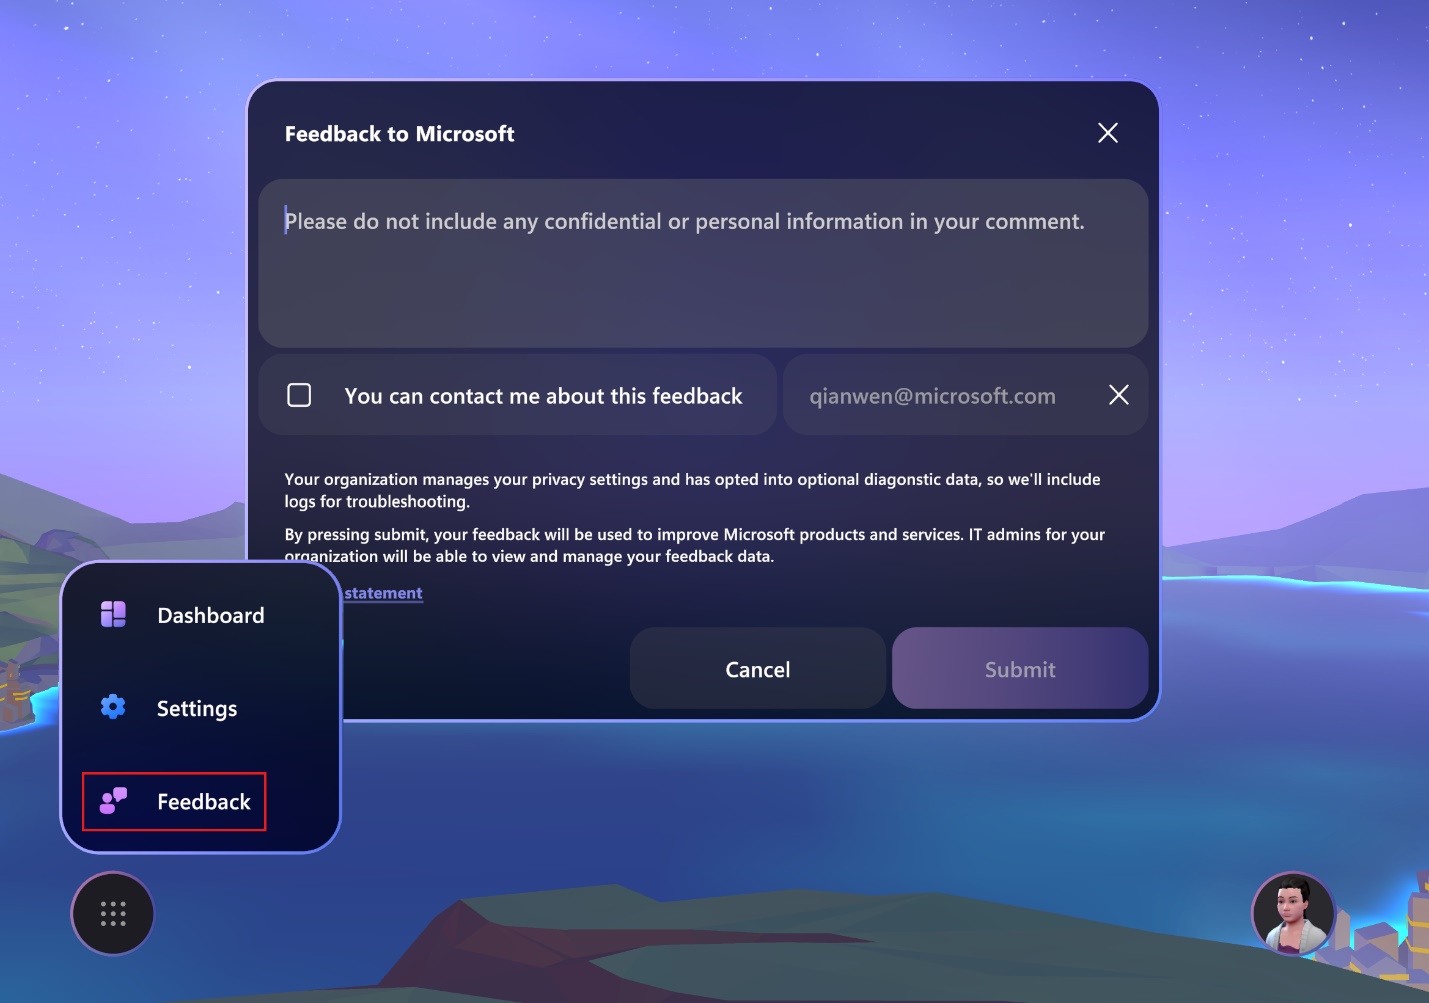 Feedback to Microsoft
Please do not include any confidential or personal information in your comment.
You can contact me about this feedback
qianwen@microsoft.com
Your organization manages your privacy settings and has opted into optional diagonstic data, so we'll include
logs for troubleshooting.
By pressing submit, your feedback will be used to improve Microsoft products and services. IT admins for your
organization will be able to view and manage your feedback data.
statement
Cancel
Submit
Dashboard
Settings
Feedback